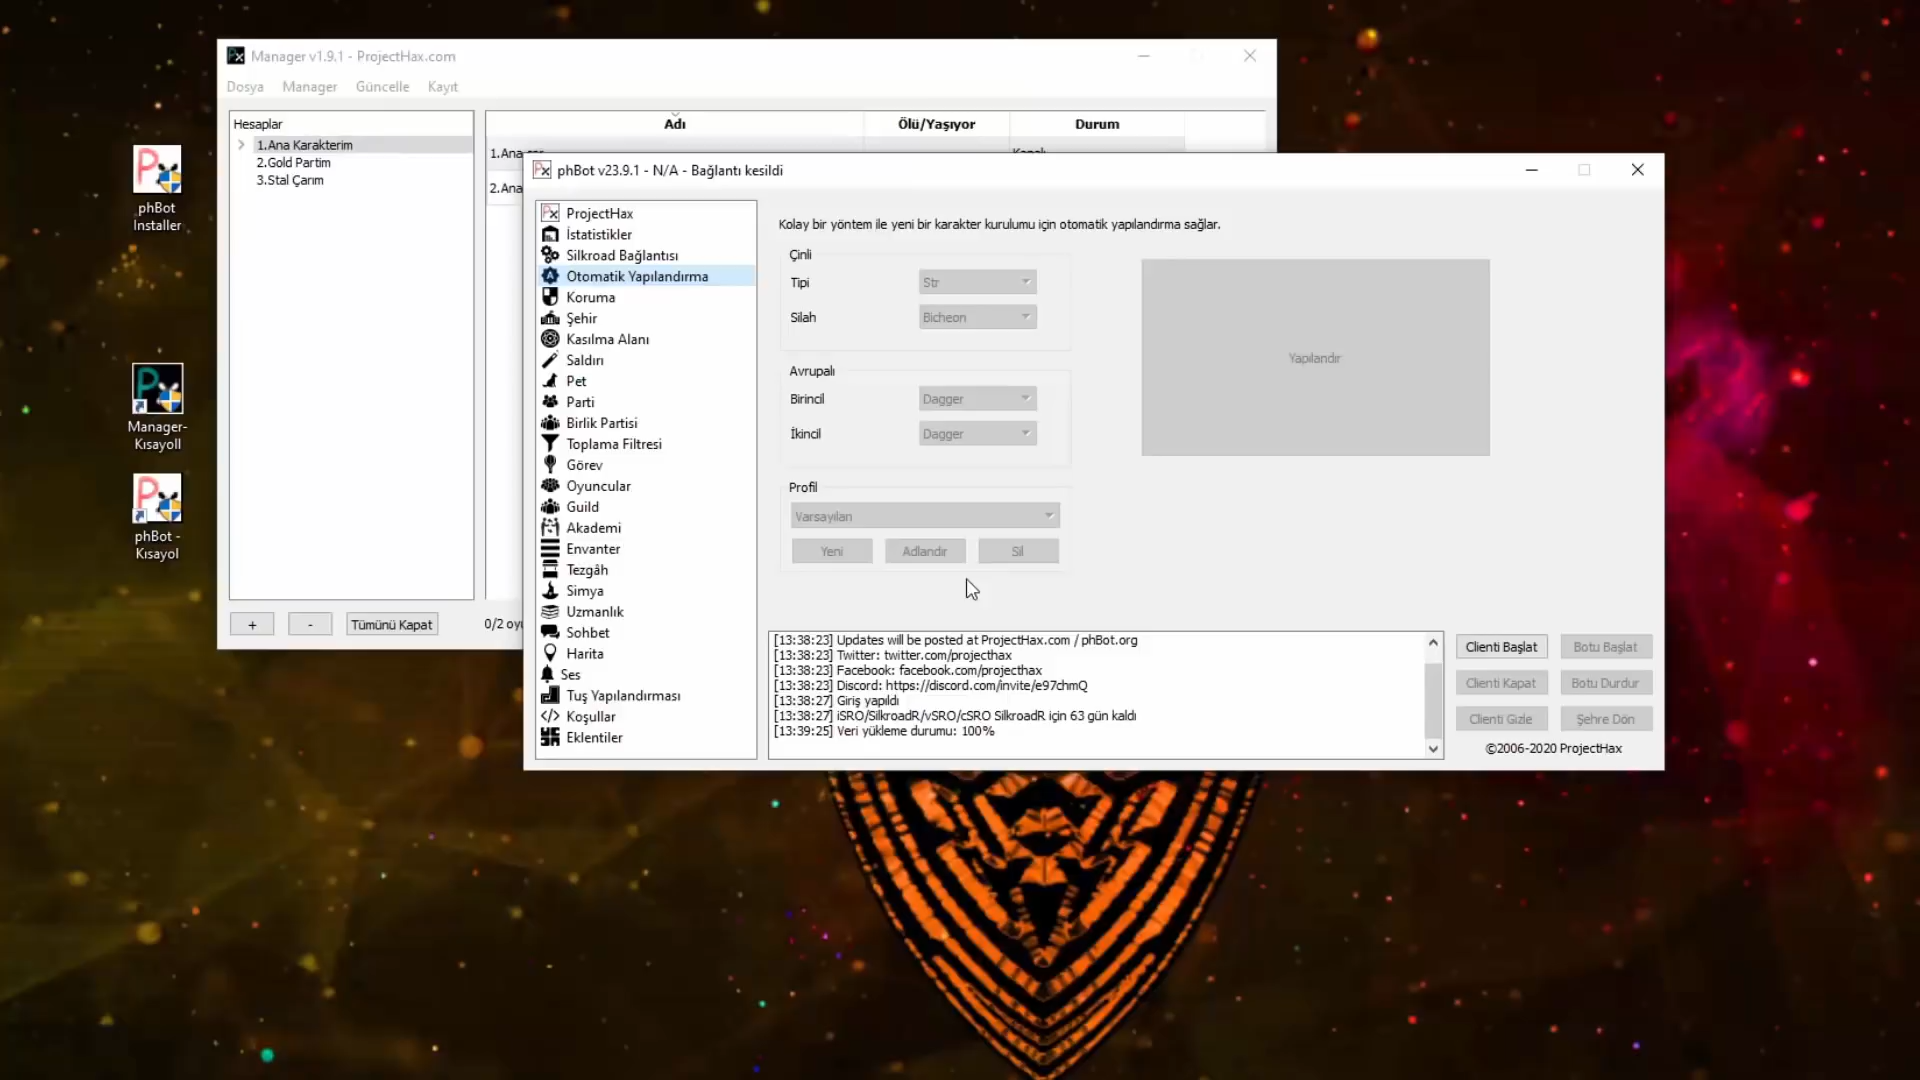 phBot
Installer
Manager-
Kısayoll
phBot -
Kısayol
Manager v1.9.1 - ProjectHax.com
Dosya Manager Güncelle Kayıt
Hesaplar
1.Ana Karakterim
2.Gold Partim
3.Stal Çarım
Adı Ölü/Yaşıyor Durum
1.Ana
2.Ana
+ - Tümünü Kapat 0/2
phBot v23.9.1 - N/A - Bağlantı kesildi
ProjectHax
İstatistikler
Silkroad Bağlantısı
Otomatik Yapılandırma
Koruma
Şehir
Kasılma Alanı
Saldırı
Pet
Parti
Birlik Partisi
Toplama Filtresi
Görev
Oyuncular
Guild
Akademi
Envanter
Tezgâh
Simya
Uzmanlık
Sohbet
Harita
Ses
Tuş Yapılandırması
Koşullar
Eklentiler
Kolay bir yöntem ile yeni bir karakter kurulumu için otomatik yapılandırma sağlar.
Çinli
Tipi Str
Silah Bicheon
Avrupalı
Birincil Dagger
İkincil Dagger
Profil
Varsayılan
Yeni Adlandır Sil
Yapılandır
[13:38:23] Updates will be posted at ProjectHax.com / phBot.org
[13:38:23] Twitter: twitter.com/projecthax
[13:38:23] Facebook: facebook.com/projecthax
[13:38:23] Discord: https://discord.com/invite/e97chmQ
[13:38:27] Giriş yapıldı
[13:38:27] iSRO/SilkroadR/vSRO/cSRO SilkroadR için 63 gün kaldı
[13:39:25] Veri yükleme durumu: 100%
Clienti Başlat Botu Başlat
Clienti Kapat Botu Durdur
Clienti Gizle Şehre Dön
©2006-2020 ProjectHax